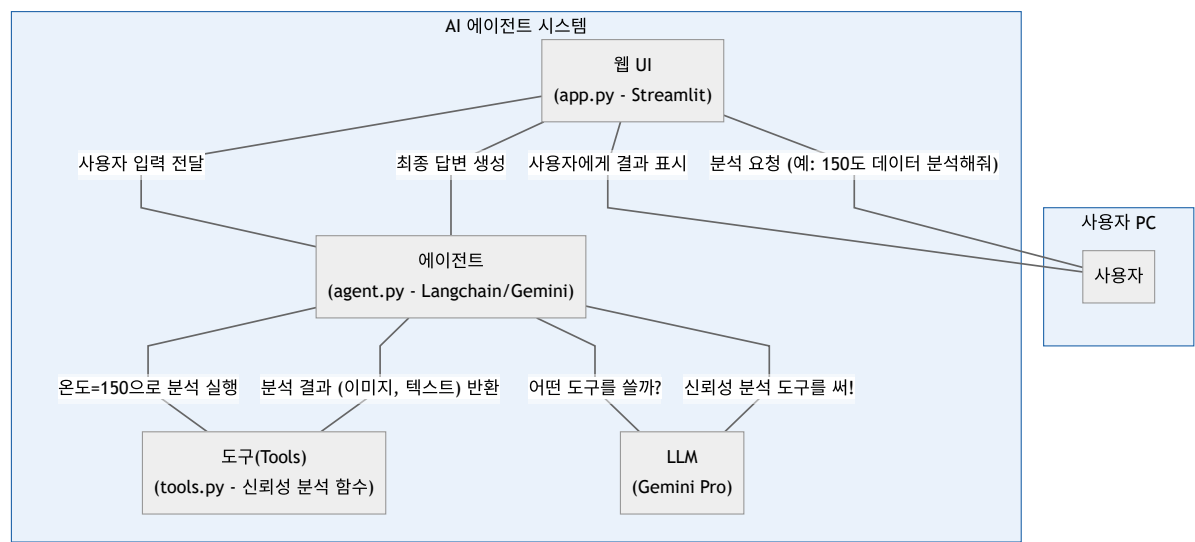 AI 에이전트 시스템
웹 UI
(app.py - Streamlit)
사용자 입력 전달
최종 답변 생성
사용자에게 결과 표시
분석 요청 (예: 150도 데이터 분석해줘)
사용자 PC
사용자
에이전트
(agent.py - Langchain/Gemini)
온도=150으로 분석 실행
분석 결과 (이미지, 텍스트) 반환
어떤 도구를 쓸까?
신뢰성 분석 도구를 써!
도구(Tools)
(tools.py - 신뢰성 분석 함수)
LLM
(Gemini Pro)